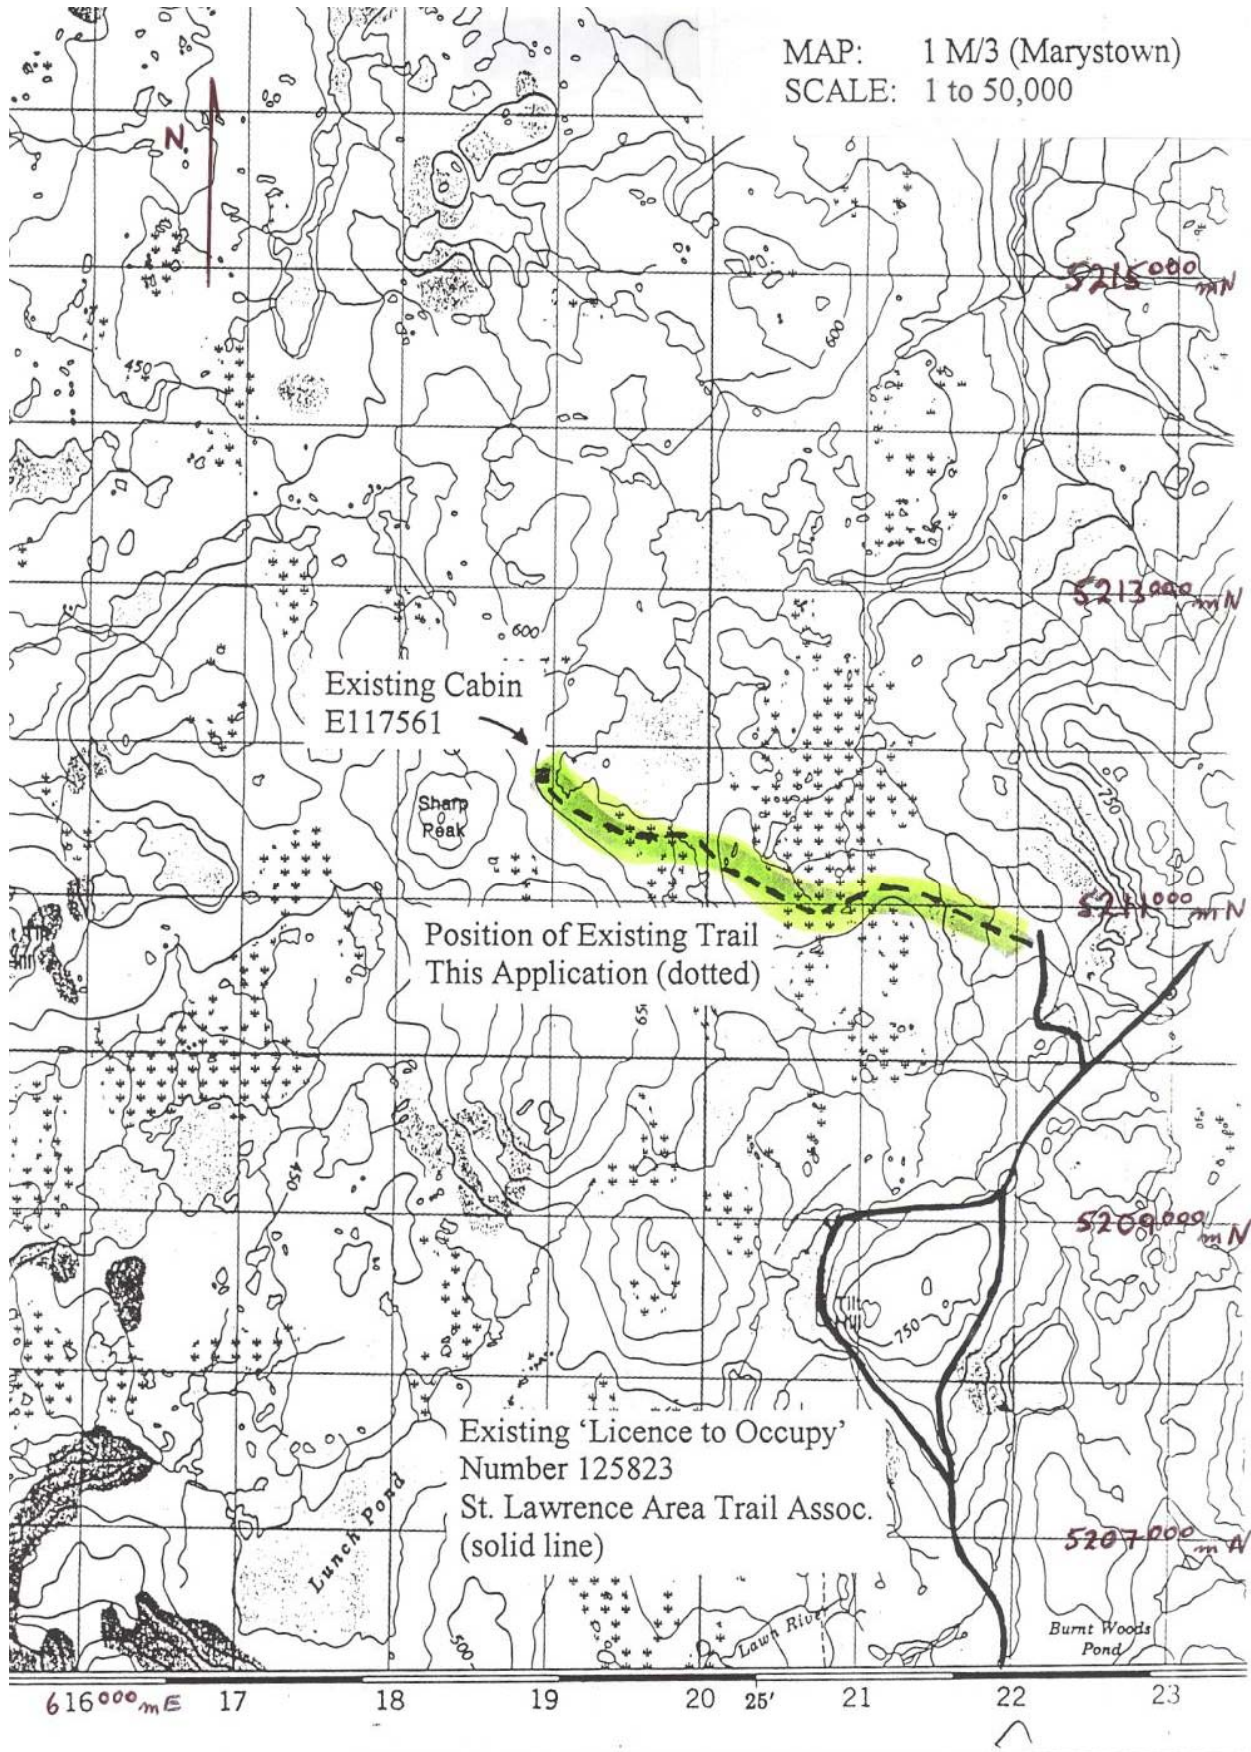 MAP: 1 M/3 (Marystown)
SCALE: 1 to 50,000
N
5215000 mN
600
450
5213000 mN
600
Existing Cabin
E117561
750
Sharp
Peak
5211000 mN
Position of Existing Trail
This Application (dotted)
650
450
5209000 mN
Tilt
Hill
750
Existing ‘Licence to Occupy’
Number 125823
St. Lawrence Area Trail Assoc.
(solid line)
Lunch Pond
5207000 mN
500
Lawn River
Burnt Woods
Pond
616000mE 17 18 19 20 25' 21 22 23